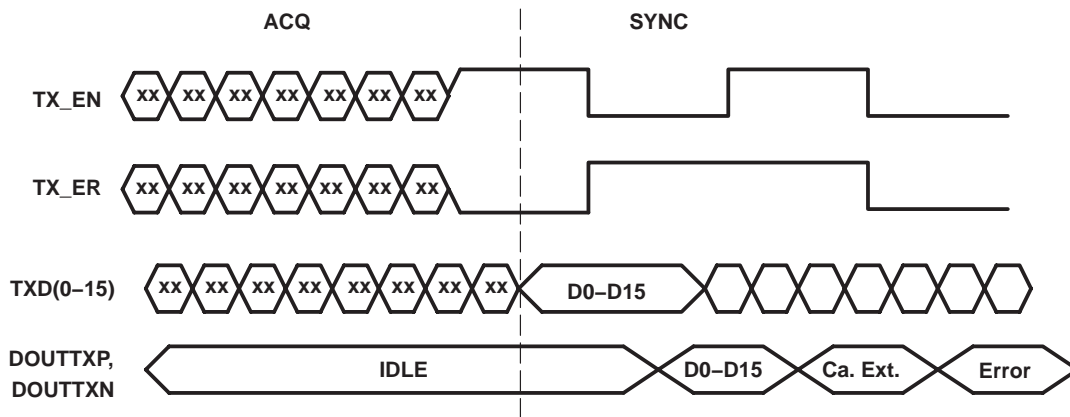 ACQ SYNC
TX_EN xx xx xx xx xx xx xx
TX_ER xx xx xx xx xx xx xx
TXD(0–15) xx xx xx xx xx xx xx xx D0–D15
DOUTTXP,
DOUTTXN IDLE D0–D15 Ca. Ext. Error